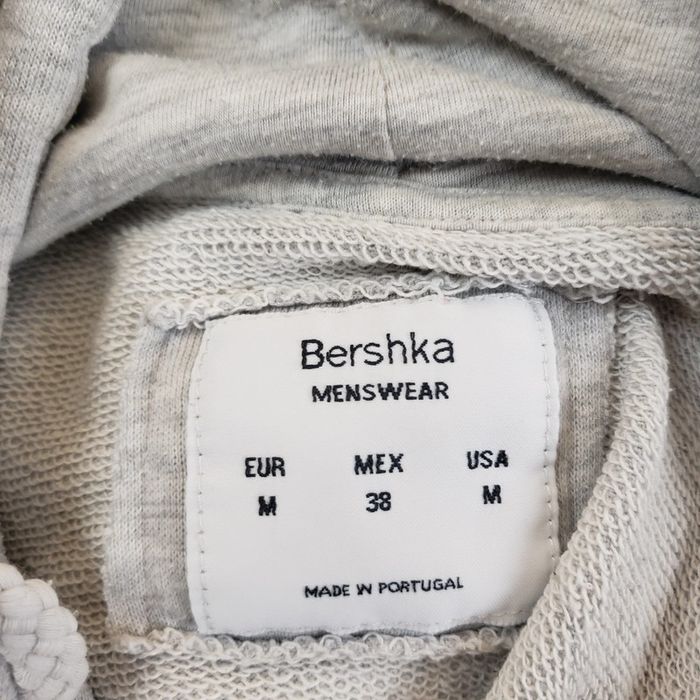 Bershka
MENSWEAR
EUR MEX USA
M 38 M
MADE IN PORTUGAL